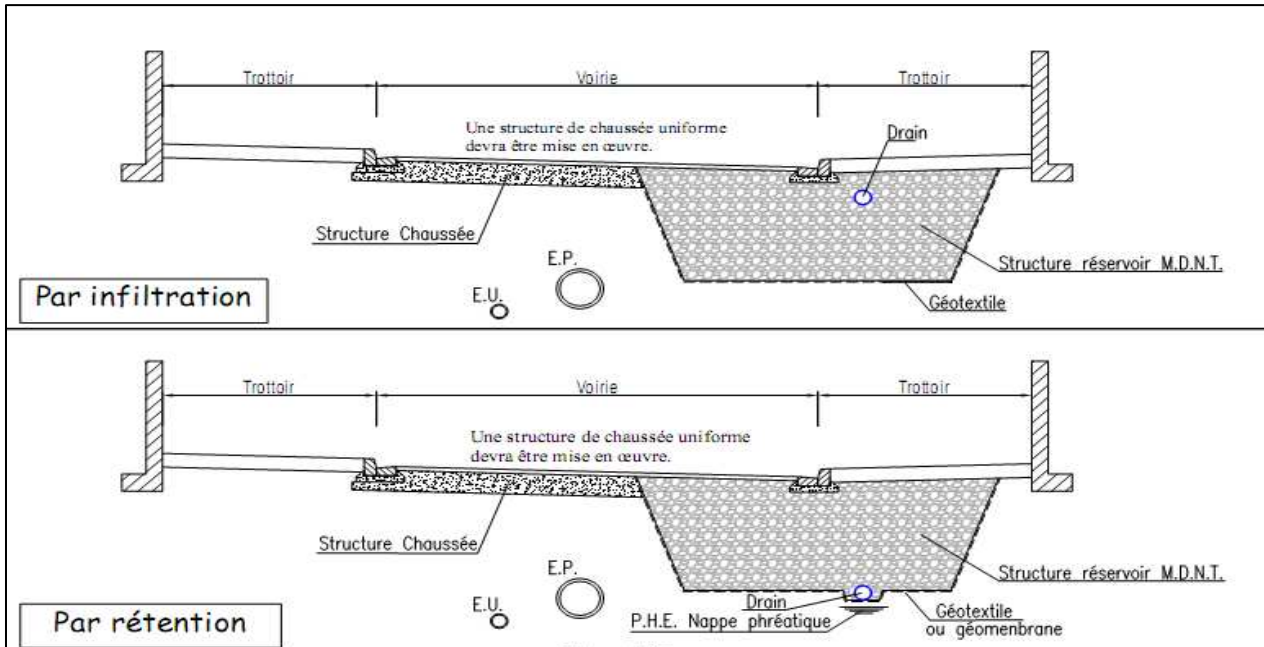 Trottoir
Voirie
Trottoir
Une structure de chaussée uniforme
devra être mise en œuvre.
Drain
Structure Chaussée
Structure réservoir M.D.N.T.
E.P.
E.U.
Géotextile
Par infiltration
Trottoir
Voirie
Trottoir
Une structure de chaussée uniforme
devra être mise en œuvre.
Structure Chaussée
Structure réservoir M.D.N.T.
E.P.
E.U.
Drain
P.H.E. Nappe phréatique
Géotextile
ou géomenbrane
Par rétention